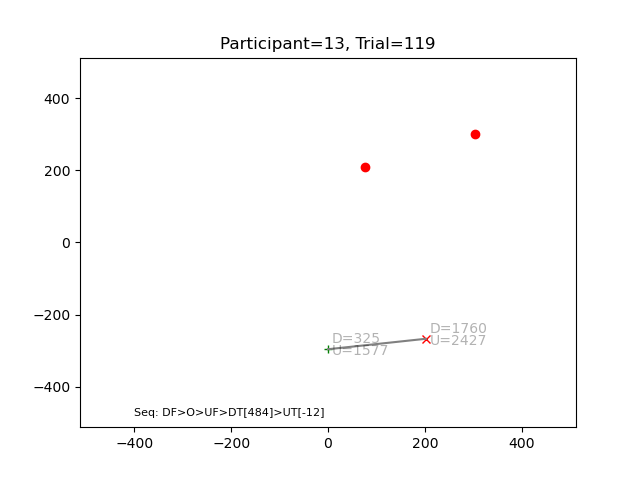 Participant=13, Trial=119
400
200
0
−200
−400
D=1760
U=2427
D=325
U=1577
Seq: DF>O>UF>DT[484]>UT[-12]
−400
−200
0
200
400